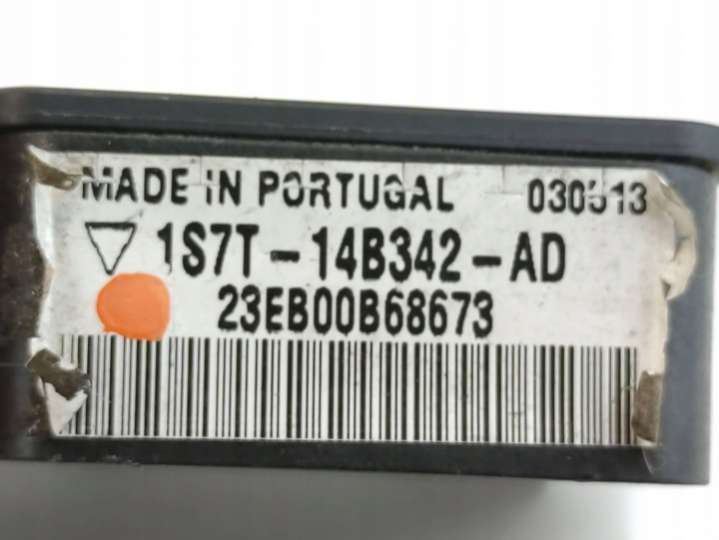 MADE IN PORTUGAL 030513
1S7T-14B342-AD
23EB00B68673